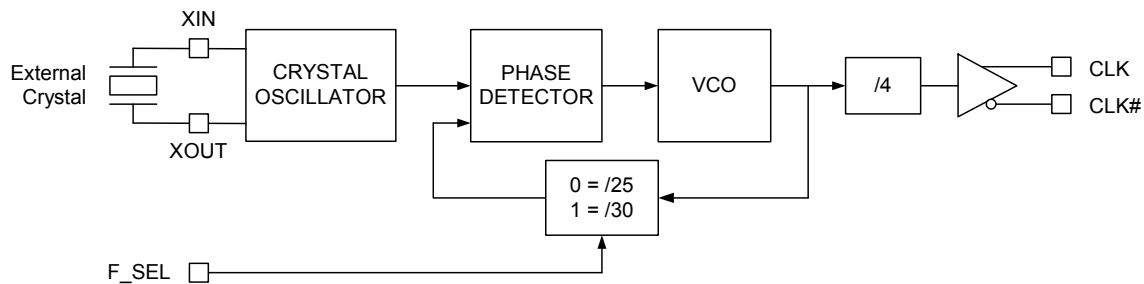 XIN
External
Crystal
XOUT
CRYSTAL
OSCILLATOR
PHASE
DETECTOR
VCO
/4
CLK
CLK#
0 = /25
1 = /30
F_SEL